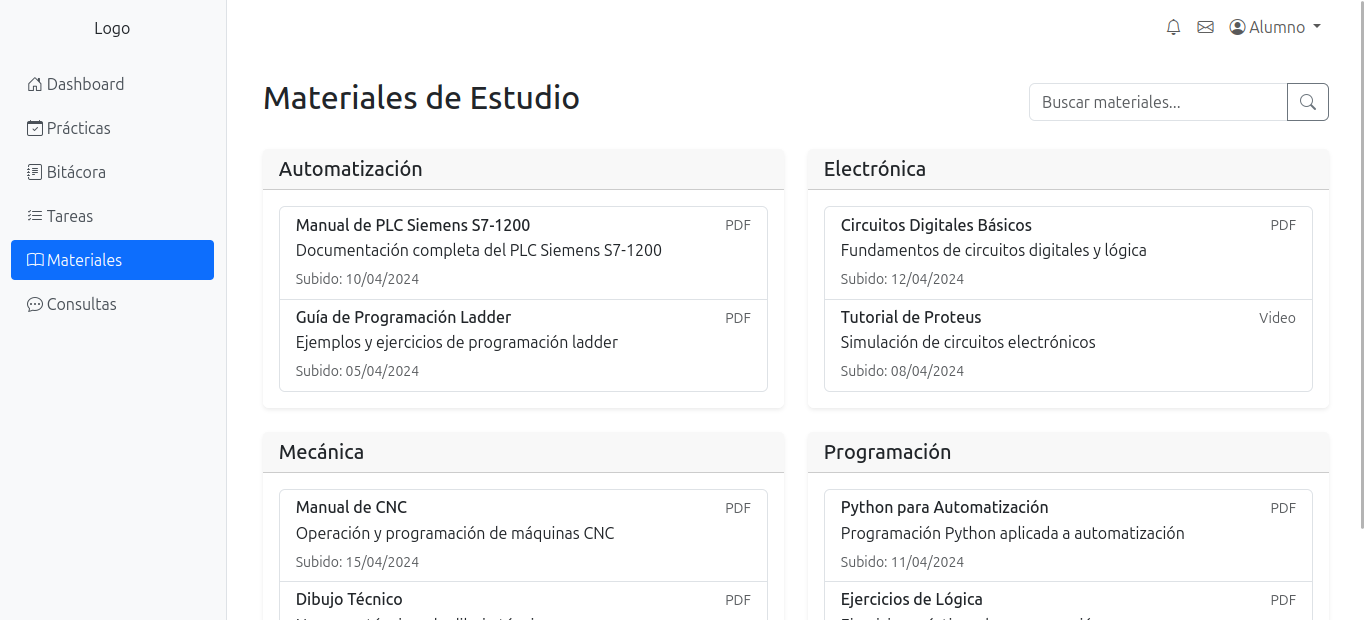 Logo
Dashboard
Prácticas
Bitácora
Tareas
Materiales
Consultas
Alumno
Materiales de Estudio
Buscar materiales...
Automatización
Manual de PLC Siemens S7-1200
PDF
Documentación completa del PLC Siemens S7-1200
Subido: 10/04/2024
Guía de Programación Ladder
PDF
Ejemplos y ejercicios de programación ladder
Subido: 05/04/2024
Electrónica
Circuitos Digitales Básicos
PDF
Fundamentos de circuitos digitales y lógica
Subido: 12/04/2024
Tutorial de Proteus
Video
Simulación de circuitos electrónicos
Subido: 08/04/2024
Mecánica
Manual de CNC
PDF
Operación y programación de máquinas CNC
Subido: 15/04/2024
Dibujo Técnico
PDF
Programación
Python para Automatización
PDF
Programación Python aplicada a automatización
Subido: 11/04/2024
Ejercicios de Lógica
PDF